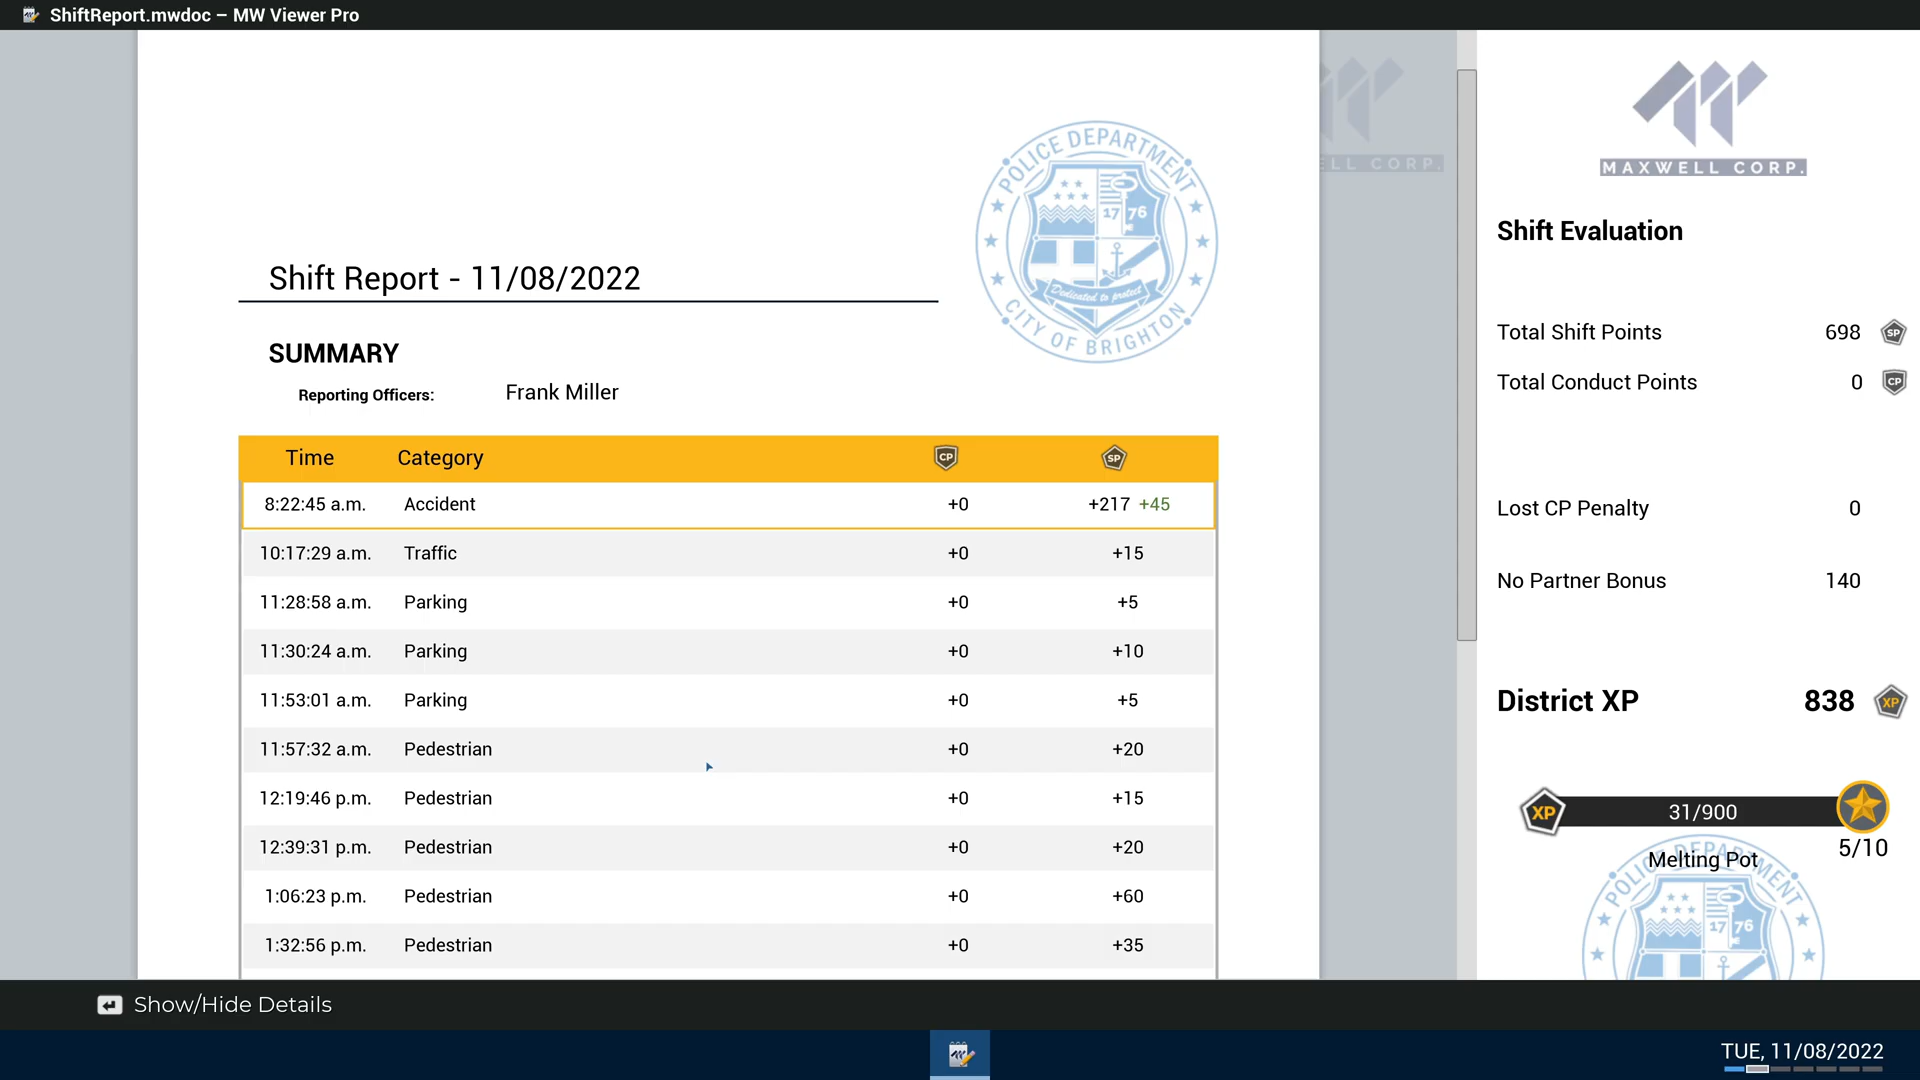 ShiftReport.mwdoc – MW Viewer Pro
POLICE DEPARTMENT
17 76
Dedicated to protect
CITY OF BRIGHTON
LL CORP.
MAXWELL CORP.
Shift Report - 11/08/2022
SUMMARY
Reporting Officers: Frank Miller
Time Category CP SP
8:22:45 a.m. Accident +0 +217 +45
10:17:29 a.m. Traffic +0 +15
11:28:58 a.m. Parking +0 +5
11:30:24 a.m. Parking +0 +10
11:53:01 a.m. Parking +0 +5
11:57:32 a.m. Pedestrian +0 +20
12:19:46 p.m. Pedestrian +0 +15
12:39:31 p.m. Pedestrian +0 +20
1:06:23 p.m. Pedestrian +0 +60
1:32:56 p.m. Pedestrian +0 +35
Shift Evaluation
Total Shift Points 698 SP
Total Conduct Points 0 CP
Lost CP Penalty 0
No Partner Bonus 140
District XP 838 XP
XP 31/900
5/10
Melting Pot
POLICE DEPARTMENT
17 76
Show/Hide Details
TUE, 11/08/2022